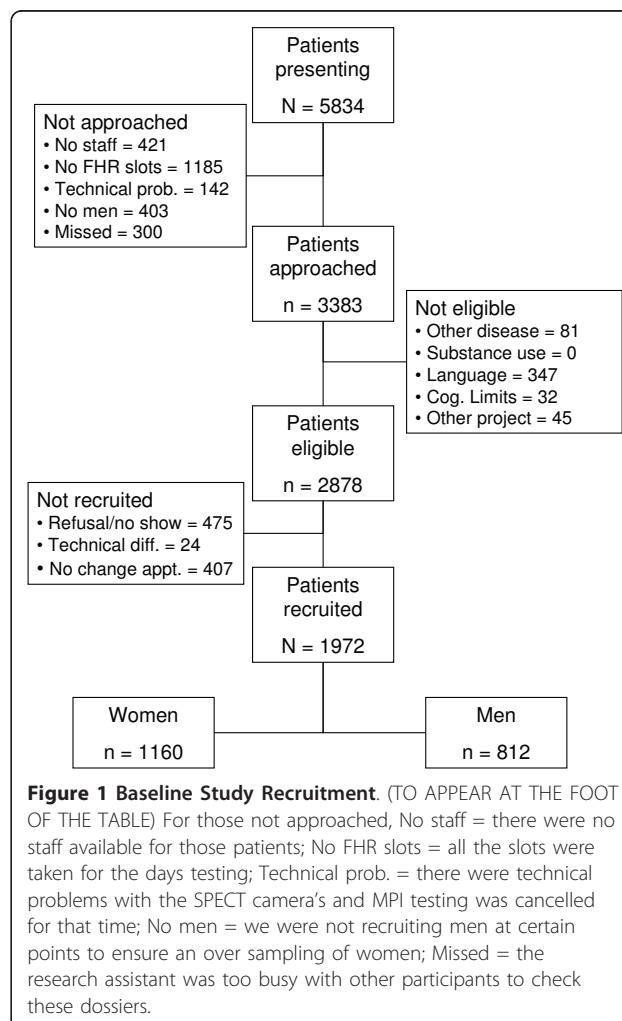 Patients
presenting
N = 5834
Not approached
• No staff = 421
• No FHR slots = 1185
• Technical prob. = 142
• No men = 403
• Missed = 300
Patients
approached
n = 3383
Not eligible
• Other disease = 81
• Substance use = 0
• Language = 347
• Cog. Limits = 32
• Other project = 45
Patients
eligible
n = 2878
Not recruited
• Refusal/no show = 475
• Technical diff. = 24
• No change appt. = 407
Patients
recruited
N = 1972
Women
n = 1160
Men
n = 812
Figure 1 Baseline Study Recruitment. (TO APPEAR AT THE FOOT
OF THE TABLE) For those not approached, No staff = there were no
staff available for those patients; No FHR slots = all the slots were
taken for the days testing; Technical prob. = there were technical
problems with the SPECT camera's and MPI testing was cancelled
for that time; No men = we were not recruiting men at certain
points to ensure an over sampling of women; Missed = the
research assistant was too busy with other participants to check
these dossiers.